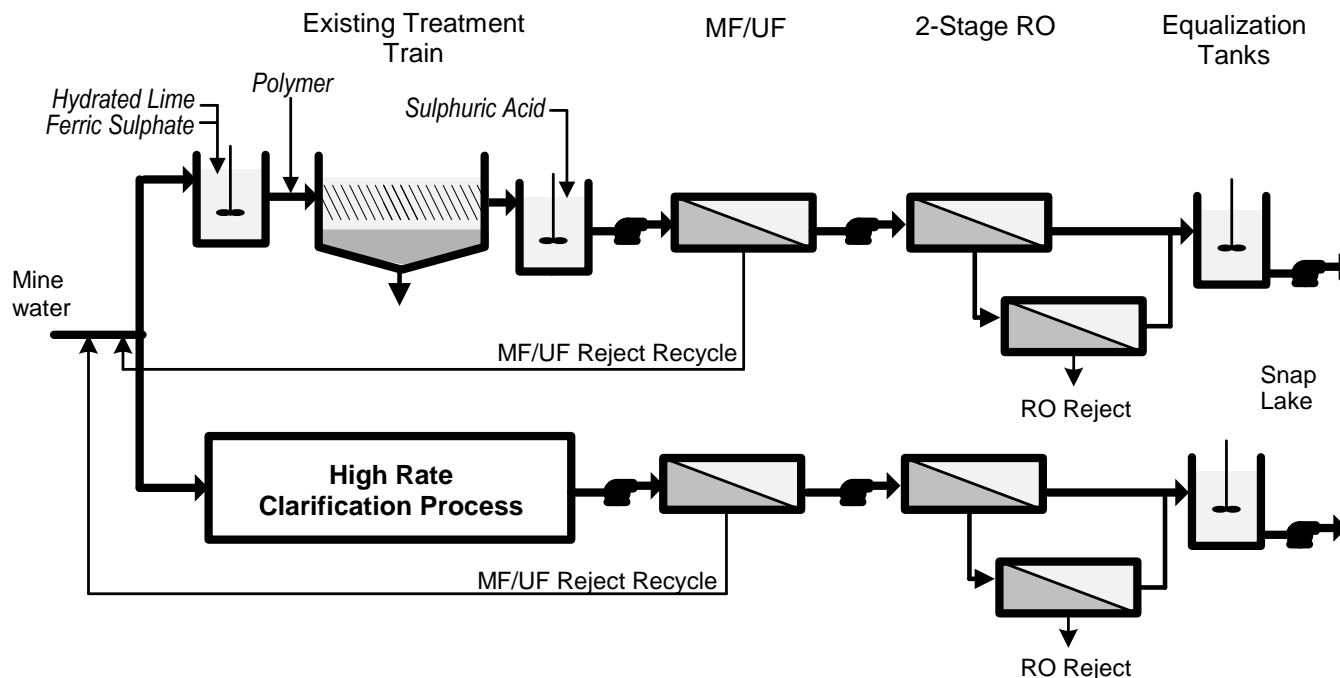 Existing Treatment
Train
MF/UF
2-Stage RO
Equalization
Tanks
Hydrated Lime
Ferric Sulphate
Polymer
Sulphuric Acid
Mine
water
MF/UF Reject Recycle
RO Reject
Snap
Lake
High Rate
Clarification Process
MF/UF Reject Recycle
RO Reject